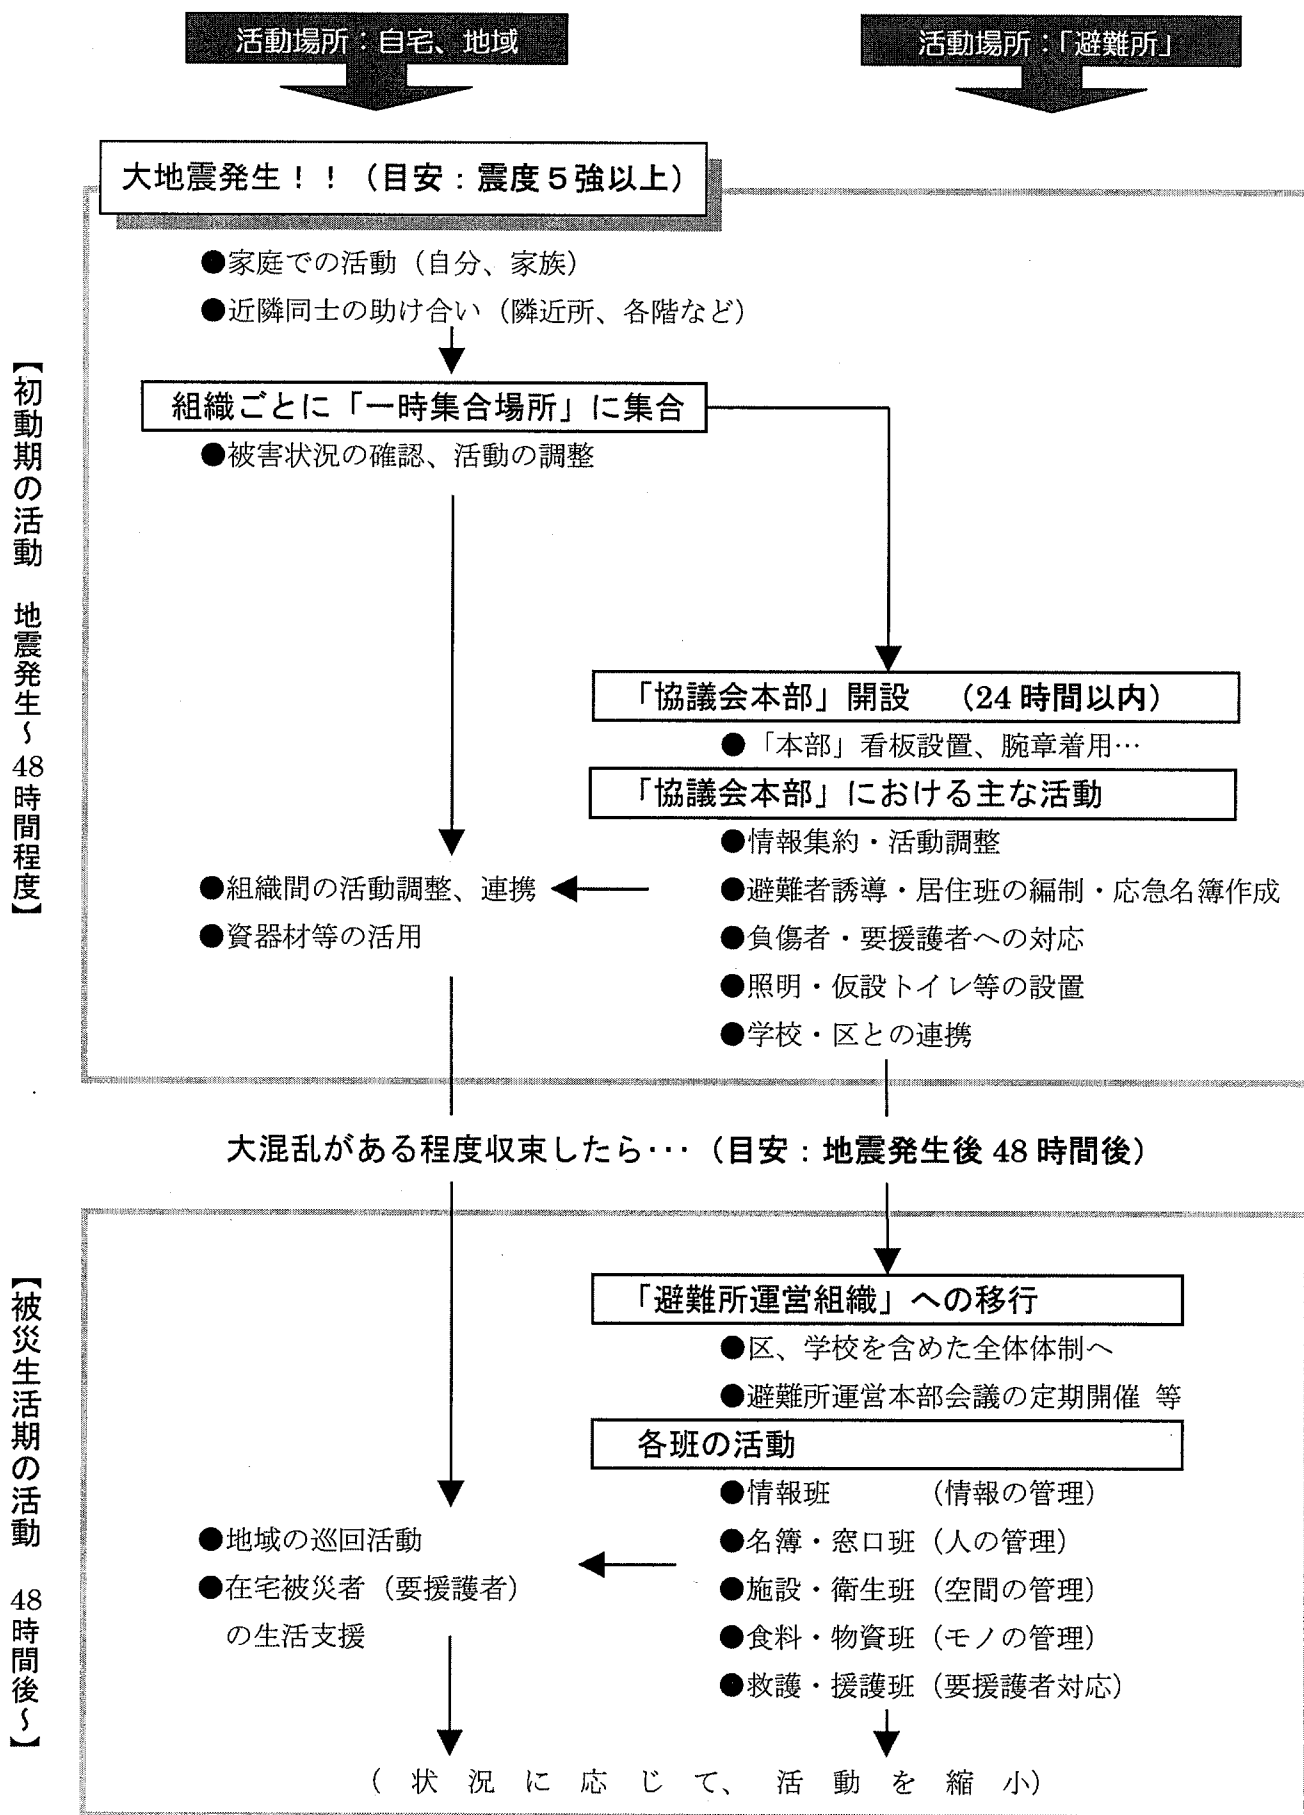 活動場所：自宅、地域
活動場所：「避難所」
大地震発生！！（目安：震度５強以上）
●家庭での活動（自分、家族）
●近隣同士の助け合い（隣近所、各階など）
組織ごとに「一時集合場所」に集合
●被害状況の確認、活動の調整
【初動期の活動　地震発生～48時間程度】
「協議会本部」開設　（24時間以内）
●「本部」看板設置、腕章着用…
「協議会本部」における主な活動
●情報集約・活動調整
●避難者誘導・居住班の編制・応急名簿作成
●負傷者・要援護者への対応
●照明・仮設トイレ等の設置
●学校・区との連携
●組織間の活動調整、連携
●資器材等の活用
大混乱がある程度収束したら…（目安：地震発生後48時間後）
【被災生活期の活動　48時間後～】
「避難所運営組織」への移行
●区、学校を含めた全体体制へ
●避難所運営本部会議の定期開催 等
各班の活動
●情報班　　　（情報の管理）
●名簿・窓口班（人の管理）
●施設・衛生班（空間の管理）
●食料・物資班（モノの管理）
●救護・援護班（要援護者対応）
●地域の巡回活動
●在宅被災者（要援護者）
の生活支援
（状況に応じて、活動を縮小）